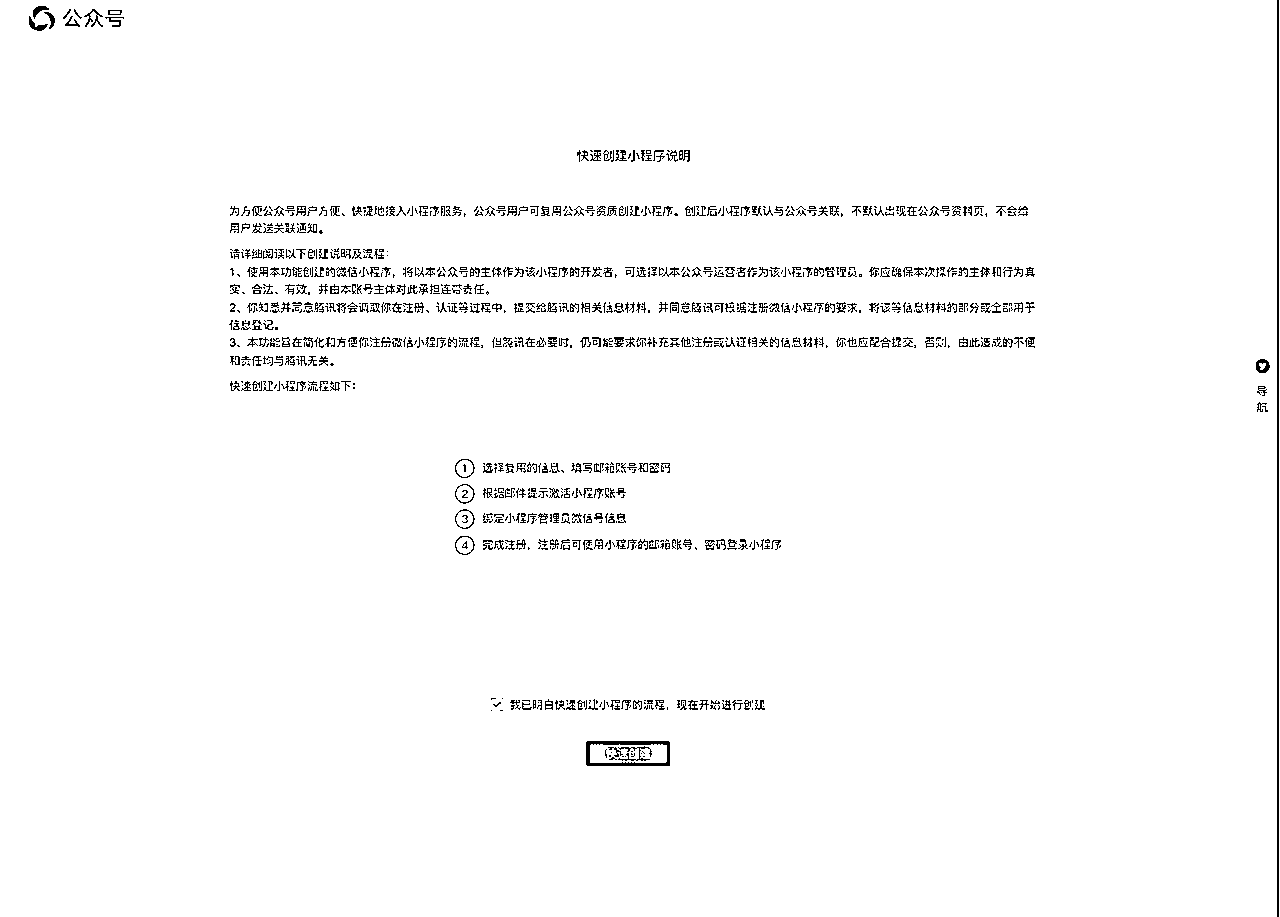 公众号
快速创建小程序说明
为方便公众号用户方便、快捷地接入小程序服务，公众号用户可复用公众号资质创建小程序。创建后小程序默认与公众号关联，不默认出现在公众号资料页，不会给
用户发送关联通知。
请详细阅读以下创建说明及流程：
1、使用本功能创建的微信小程序，将以本公众号的主体作为该小程序的开发者，可选择以本公众号运营者作为该小程序的管理员。你应确保本次操作的主体和行为真
实、合法、有效，并由本账号主体对此承担连带责任。
2、你知悉并同意腾讯将会调取你在注册、认证等过程中，提交给腾讯的相关信息材料，并同意腾讯可根据注册微信小程序的要求，将该等信息材料的部分或全部用于
信息登记。
3、本功能旨在简化和方便你注册微信小程序的流程，但腾讯在必要时，仍可能要求你补充其他注册或认证相关的信息材料，你也应配合提交，否则，由此造成的不便
和责任均与腾讯无关。
快速创建小程序流程如下：
导
航
1 选择复用的信息、填写邮箱账号和密码
2 根据邮件提示激活小程序账号
3 绑定小程序管理员微信号信息
4 完成注册，注册后可使用小程序的邮箱账号、密码登录小程序
我已明白快速创建小程序的流程，现在开始进行创建
快速创建